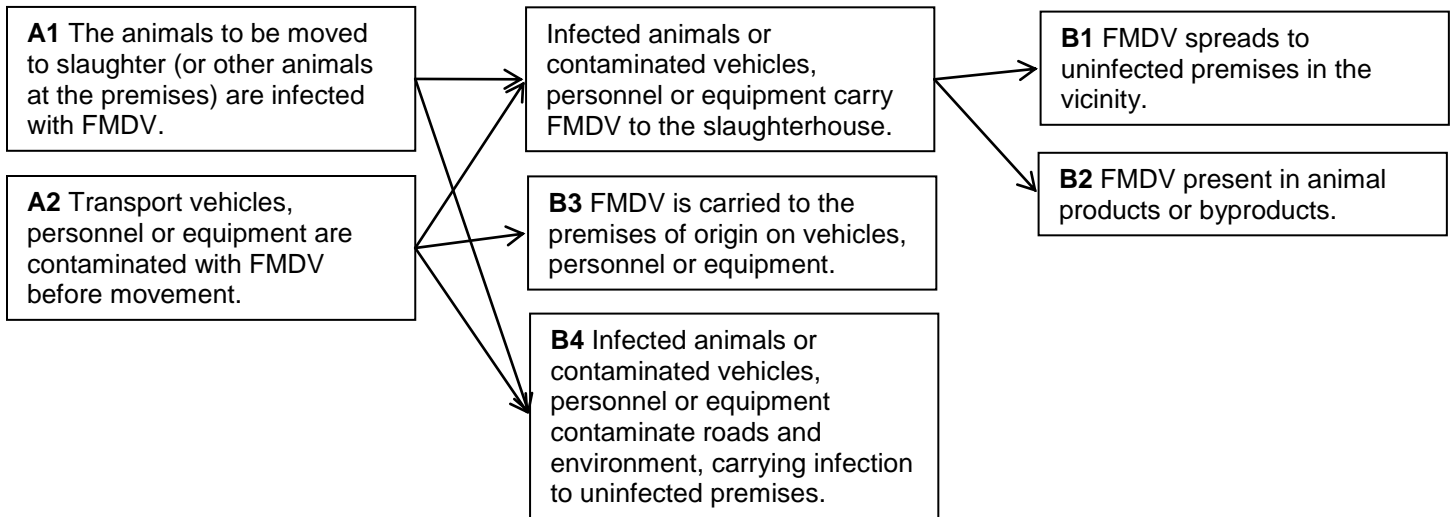 A1 The animals to be moved
to slaughter (or other animals
at the premises) are infected
with FMDV.
A2 Transport vehicles,
personnel or equipment are
contaminated with FMDV
before movement.
Infected animals or
contaminated vehicles,
personnel or equipment carry
FMDV to the slaughterhouse.
B3 FMDV is carried to the
premises of origin on vehicles,
personnel or equipment.
B4 Infected animals or
contaminated vehicles,
personnel or equipment
contaminate roads and
environment, carrying infection
to uninfected premises.
B1 FMDV spreads to
uninfected premises in the
vicinity.
B2 FMDV present in animal
products or byproducts.